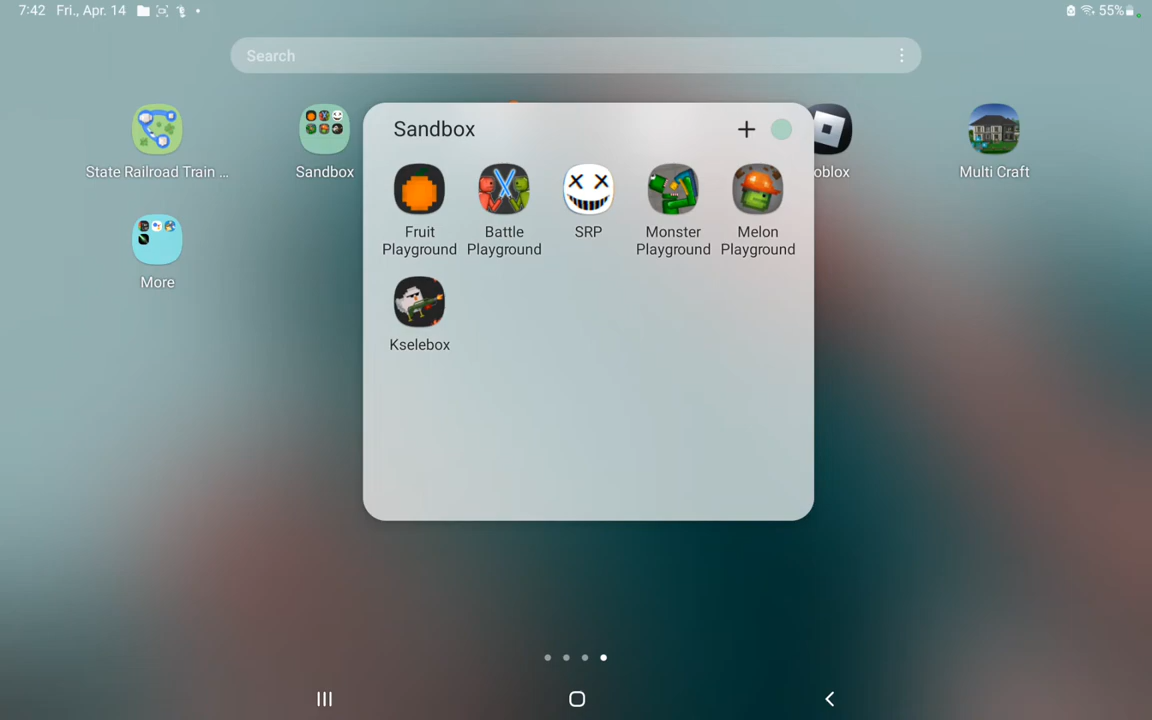 7:42 Fri., Apr. 14
55%
Search
Sandbox
State Railroad Train ...
Sandbox
oblox
Multi Craft
Fruit Playground
Battle Playground
SRP
Monster Playground
Melon Playground
More
Kselebox